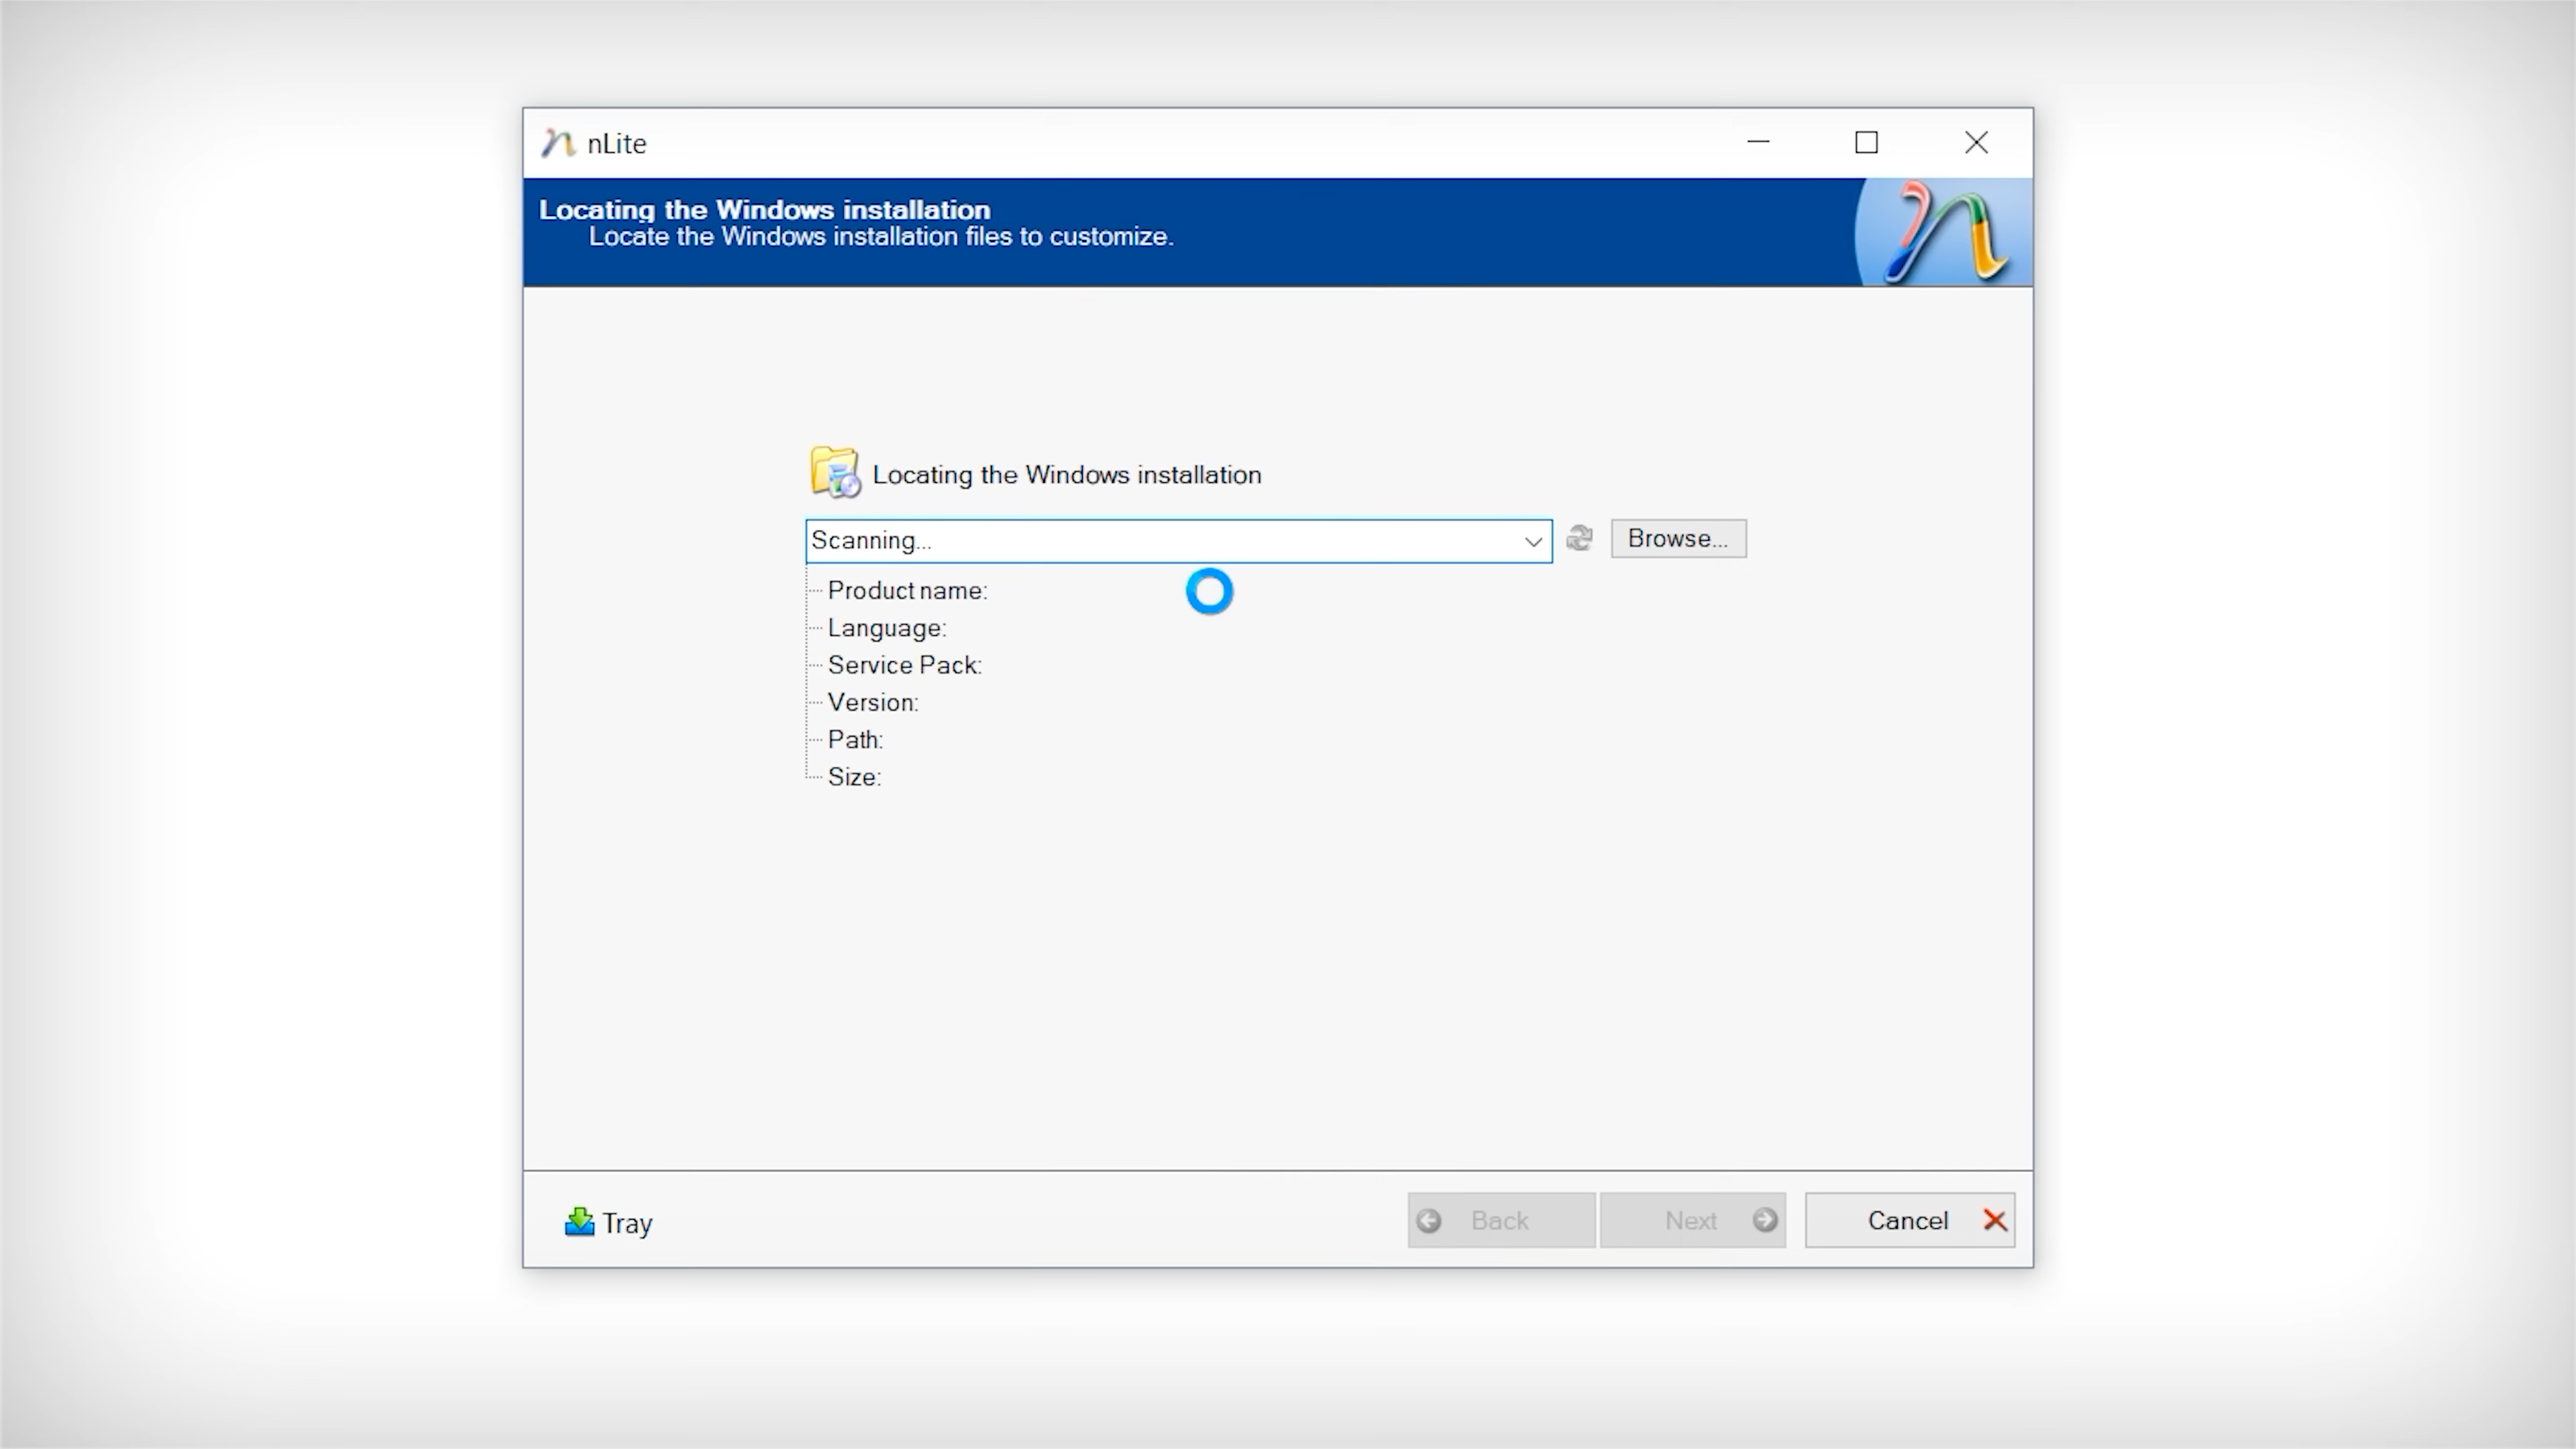 nLite
Locating the Windows installation
Locate the Windows installation files to customize.
Locating the Windows installation
Scanning...
Browse...
Product name:
Language:
Service Pack:
Version:
Path:
Size:
Tray
Back
Next
Cancel